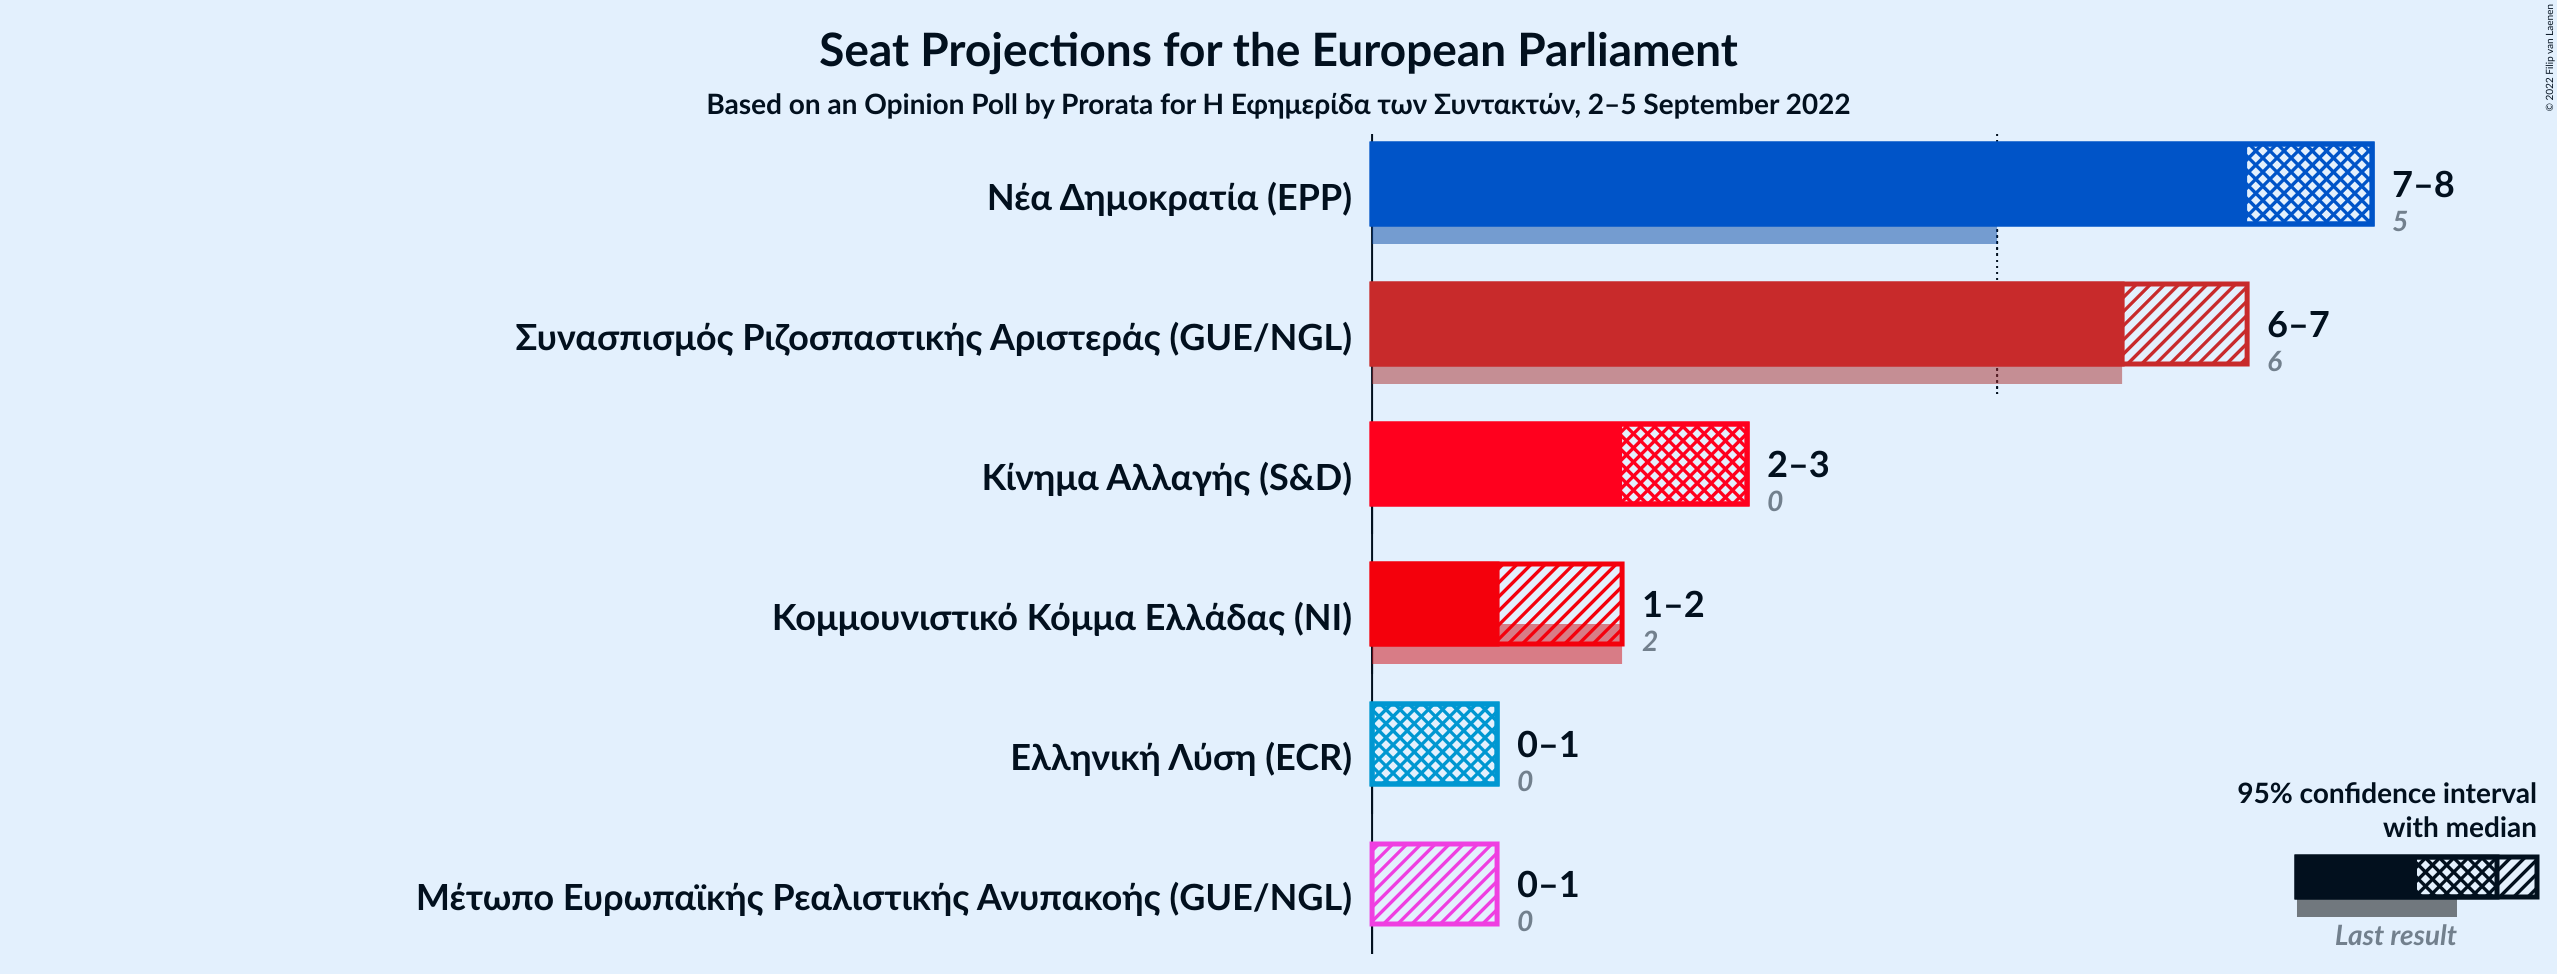 Seat Projections for the European Parliament
Based on an Opinion Poll by Prorata for Η Εφημερίδα των Συντακτών, 2–5 September 2022
© 2022 Filip van Laenen
Νέα Δημοκρατία (EPP)
7–8
5
Συνασπισμός Ριζοσπαστικής Αριστεράς (GUE/NGL)
6–7
6
Κίνημα Αλλαγής (S&D)
2–3
0
Κομμουνιστικό Κόμμα Ελλάδας (NI)
1–2
2
Ελληνική Λύση (ECR)
0–1
0
Μέτωπο Ευρωπαϊκής Ρεαλιστικής Ανυπακοής (GUE/NGL)
0–1
0
95% confidence interval
with median
Last result